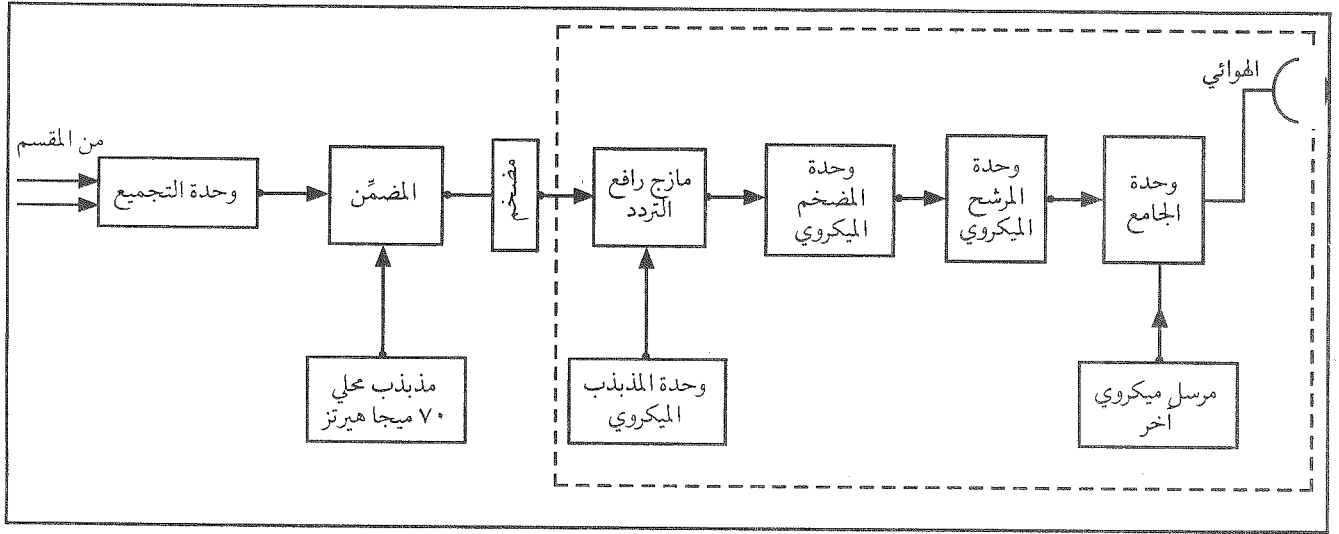 الهوائي
من المقسم
وحدة التجميع
المضمِّن
مضخم
مازج رافع
التردد
وحدة
المضخم
الميكروي
وحدة
المرشح
الميكروي
وحدة
الجامع
مذبذب محلي
٧٠ ميجا هيرتز
وحدة المذبذب
الميكروي
مرسل ميكروي
آخر